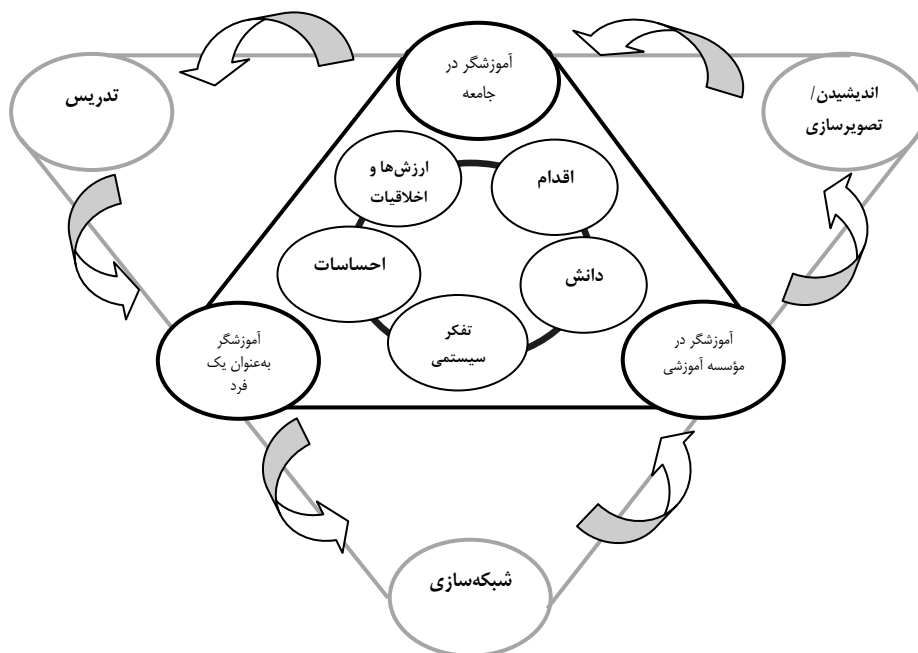 آموزشگر در
جامعه
اندیشیدن/
تصویرسازی
تدریس
ارزش‌ها و
اخلاقیات
اقدام
احساسات
دانش
تفکر
سیستمی
آموزشگر در
مؤسسه آموزشی
آموزشگر
به‌عنوان یک
فرد
شبکه‌سازی